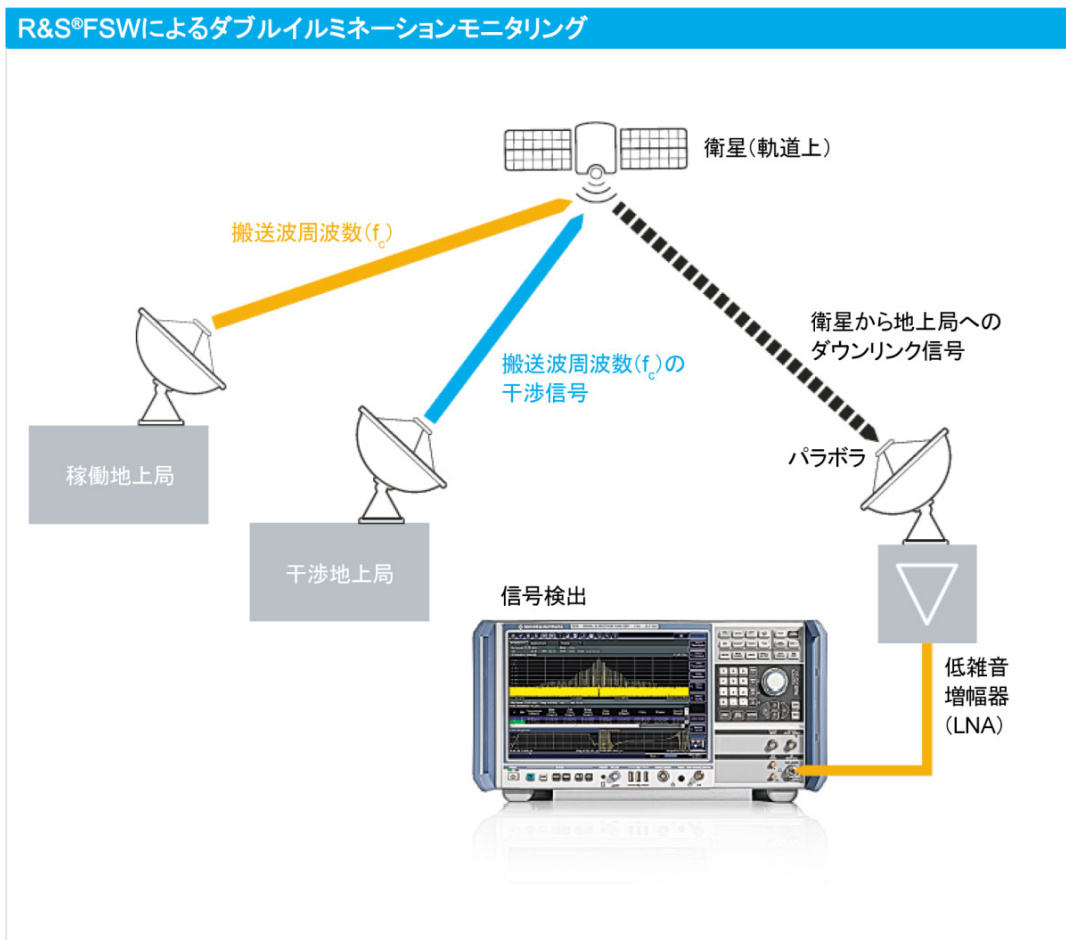 R&S®FSWによるダブルイルミネーションモニタリング
衛星（軌道上）
搬送波周波数（fc）
衛星から地上局への
ダウンリンク信号
搬送波周波数（fc）の
干渉信号
パラボラ
稼働地上局
干渉地上局
信号検出
低雑音
増幅器
（LNA）